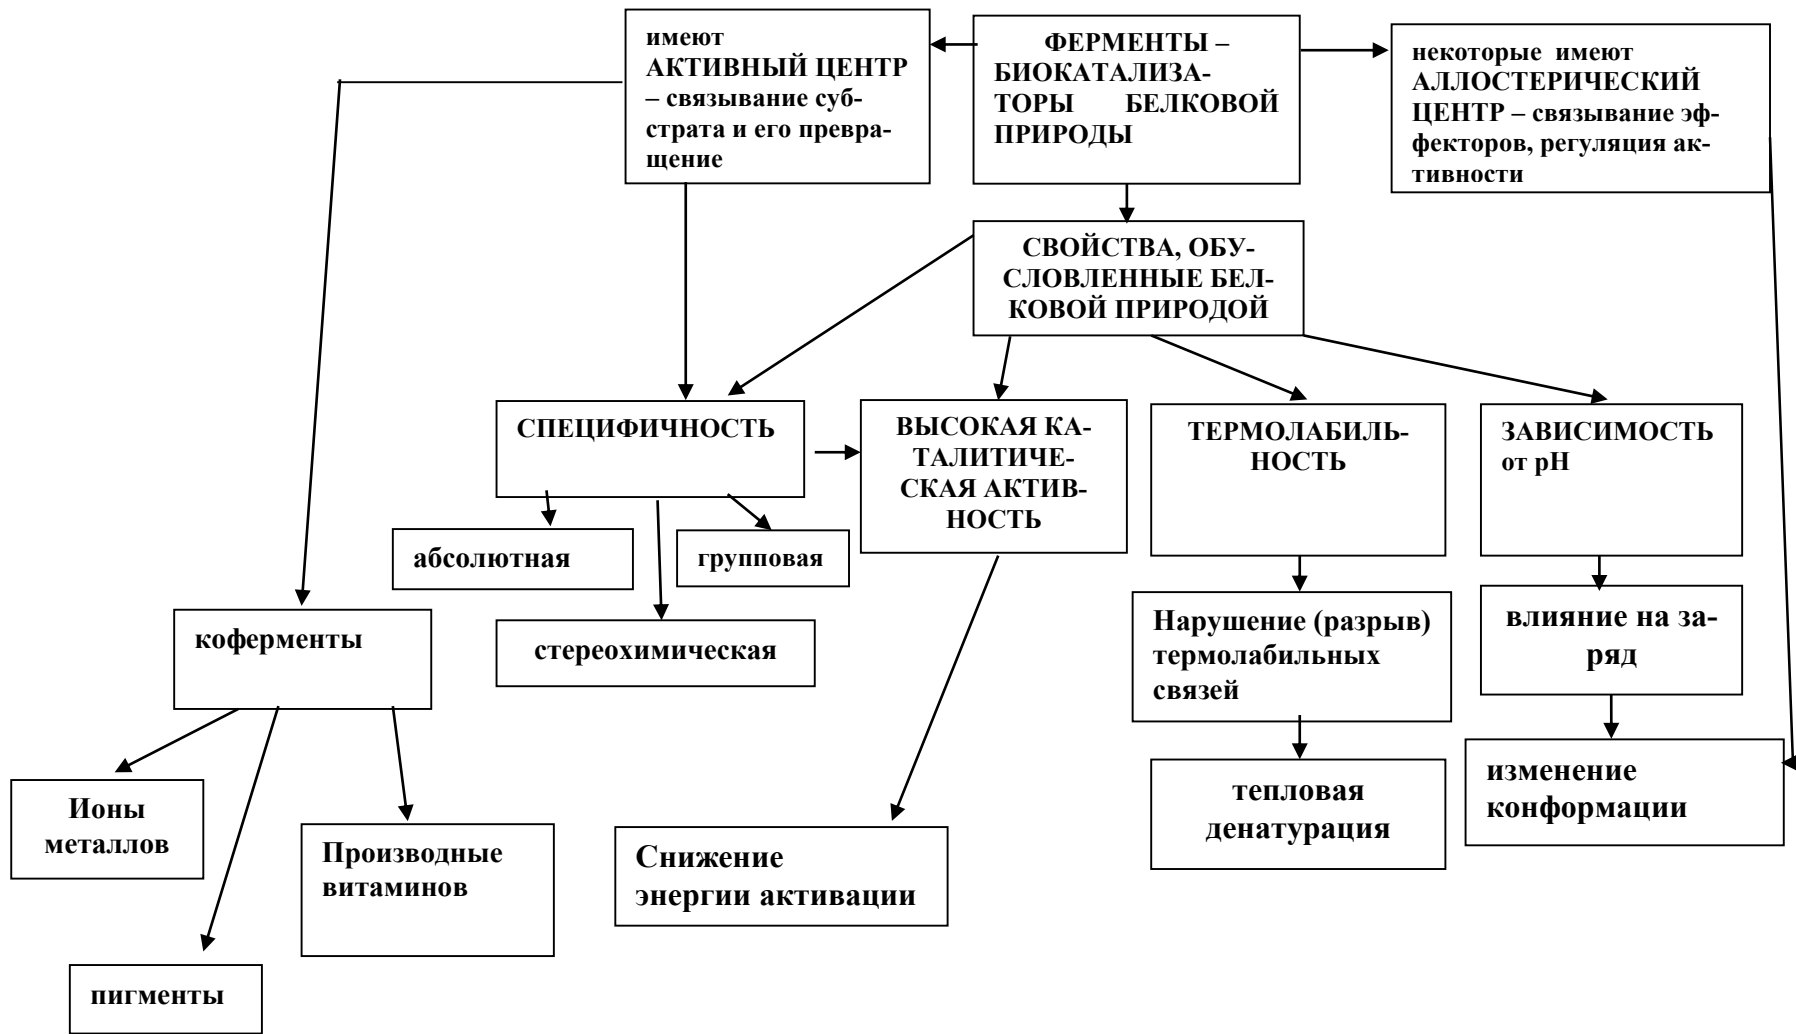 имеют
АКТИВНЫЙ ЦЕНТР
– связывание суб-
страта и его превра-
щение
ФЕРМЕНТЫ –
БИОКАТАЛИЗА-
ТОРЫ БЕЛКОВОЙ
ПРИРОДЫ
некоторые имеют
АЛЛОСТЕРИЧЕСКИЙ
ЦЕНТР – связывание эф-
фекторов, регуляция ак-
тивности
СВОЙСТВА, ОБУ-
СЛОВЛЕННЫЕ БЕЛ-
КОВОЙ ПРИРОДОЙ
СПЕЦИФИЧНОСТЬ
ВЫСОКАЯ КА-
ТАЛИТИЧЕ-
СКАЯ АКТИВ-
НОСТЬ
ТЕРМОЛАБИЛЬ-
НОСТЬ
ЗАВИСИМОСТЬ
от рН
абсолютная
групповая
стереохимическая
коферменты
Нарушение (разрыв)
термолабильных
связей
влияние на за-
ряд
Ионы
металлов
Производные
витаминов
пигменты
Снижение
энергии активации
тепловая
денатурация
изменение
конформации